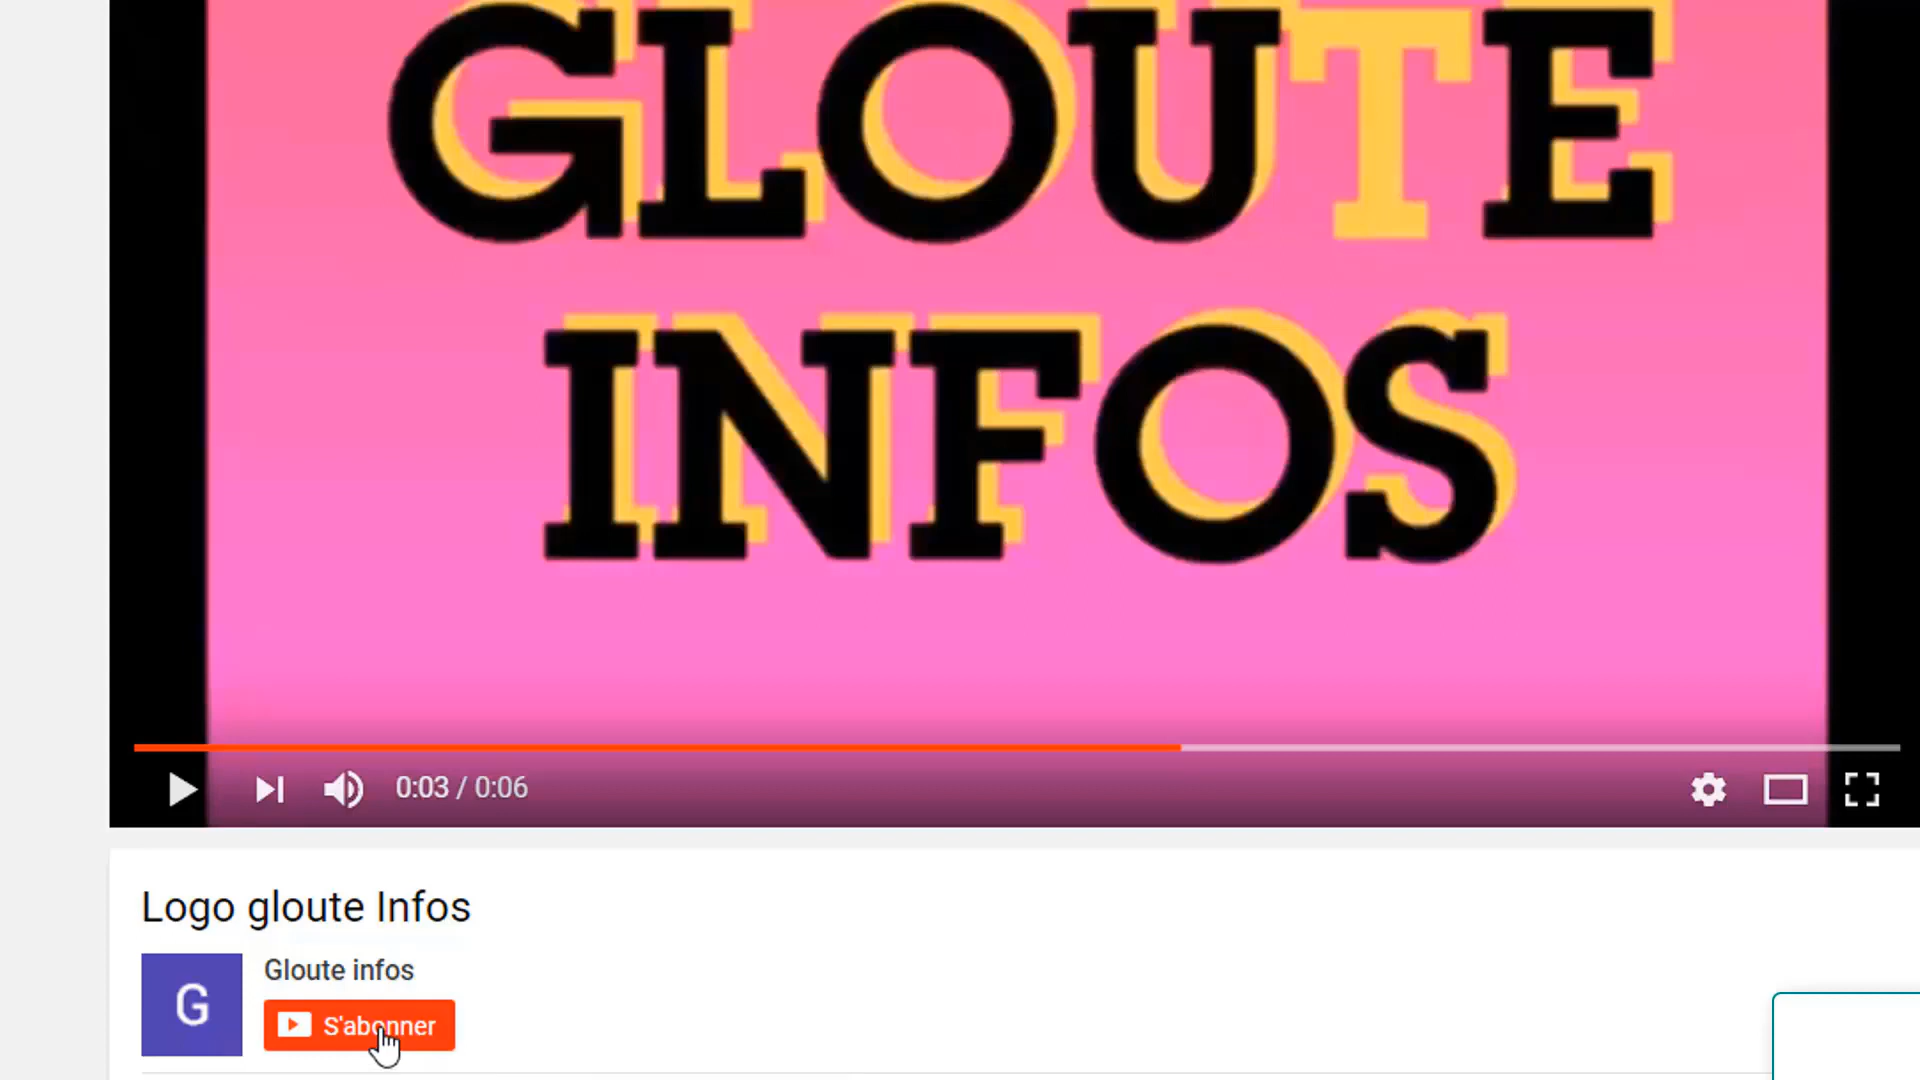 GLOUTE
INFOS
0:03 / 0:06
Logo gloute Infos
G
Gloute infos
S'abonner